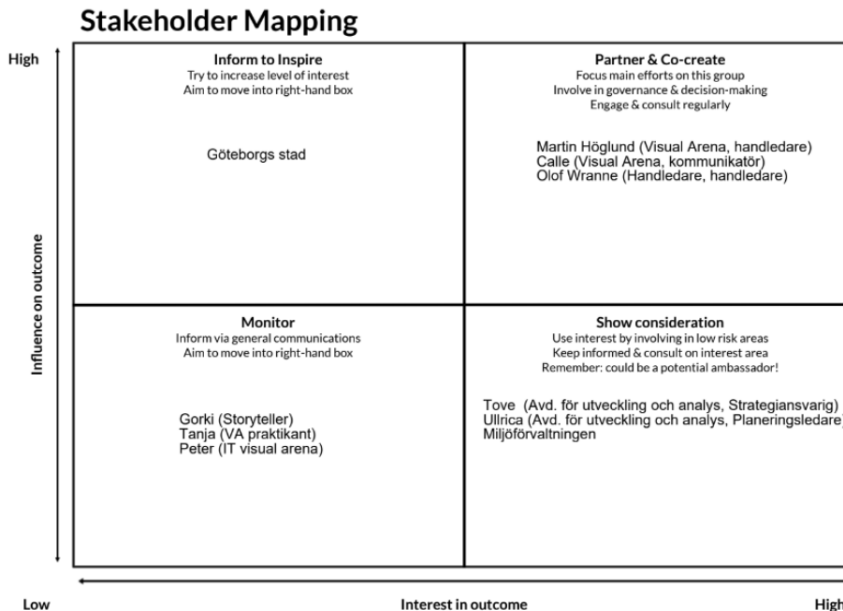 Stakeholder Mapping
High
Inform to Inspire
Try to increase level of interest
Aim to move into right-hand box
Göteborgs stad
Partner & Co-create
Focus main efforts on this group
Involve in governance & decision-making
Engage & consult regularly
Martin Höglund (Visual Arena, handledare)
Calle (Visual Arena, kommunikatör)
Olof Wranne (Handledare, handledare)
Influence on outcome
Monitor
Inform via general communications
Aim to move into right-hand box
Gorki (Storyteller)
Tanja (VA praktikant)
Peter (IT visual arena)
Show consideration
Use interest by involving in low risk areas
Keep informed & consult on interest area
Remember: could be a potential ambassador!
Tove (Avd. för utveckling och analys, Strategiansvarig)
Ullrica (Avd. för utveckling och analys, Planeringsledare)
Miljöförvaltningen
Low
Interest in outcome
High